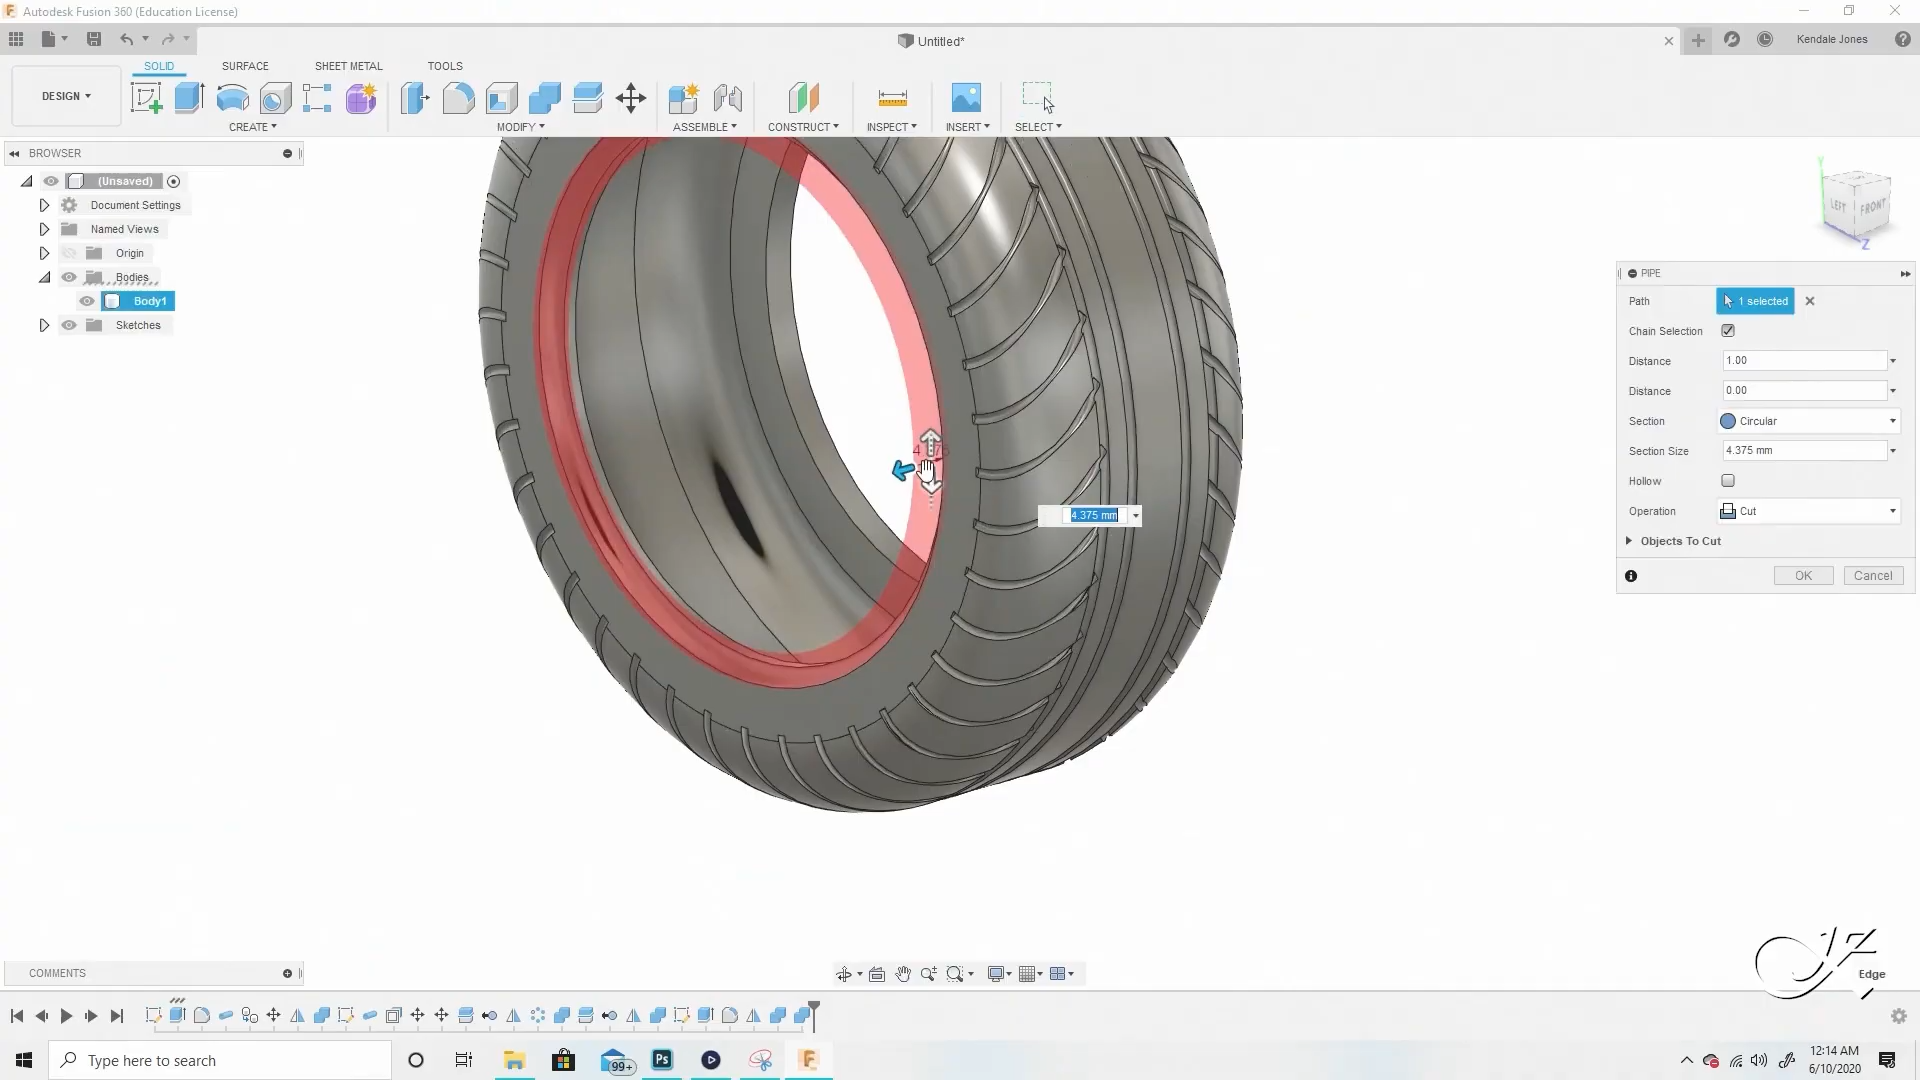 Autodesk Fusion 360 (Education License)
Untitled*
Kendale Jones
SOLID
SURFACE
SHEET METAL
TOOLS
DESIGN
CREATE
MODIFY
ASSEMBLE
CONSTRUCT
INSPECT
INSERT
SELECT
BROWSER
(Unsaved)
Document Settings
Named Views
Origin
Bodies
Body1
Sketches
LEFT
FRONT
Z
PIPE
Path
1 selected
Chain Selection
Distance
1.00
Distance
0.00
Section
Circular
Section Size
4.375 mm
Hollow
Operation
Cut
Objects To Cut
OK
Cancel
4.375 mm
COMMENTS
Edge
Type here to search
99+
Ps
12:14 AM
6/10/2020